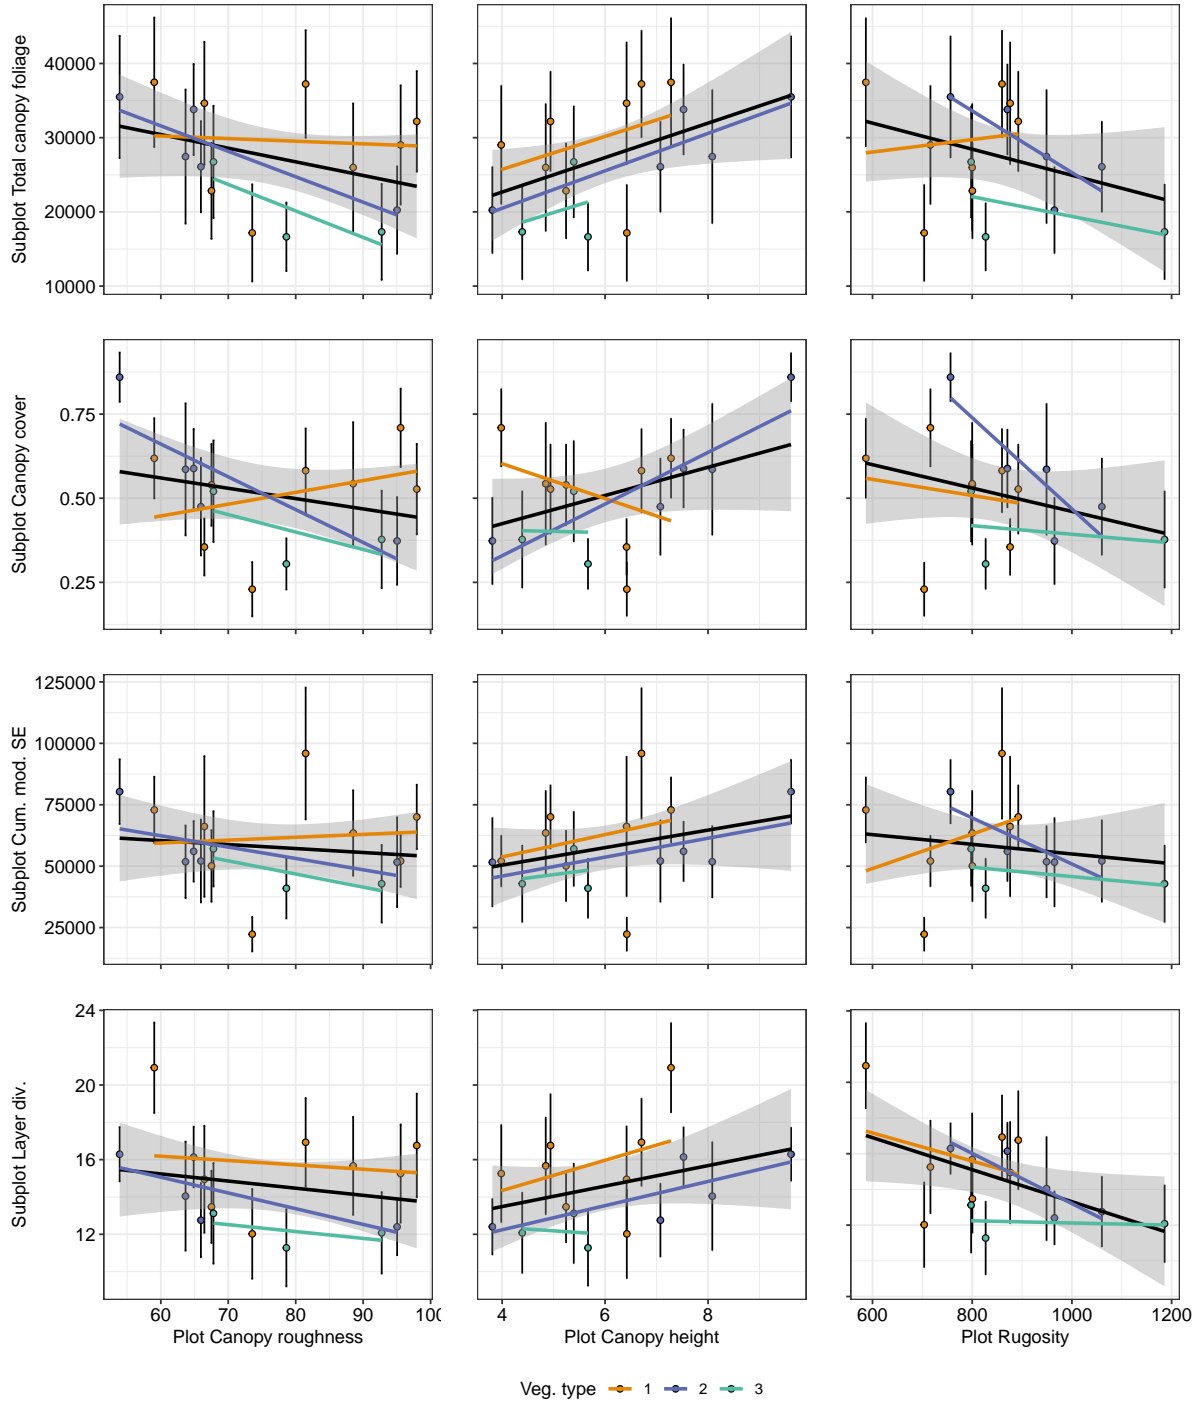 Subplot Total canopy foliage
40000
30000
20000
10000
Subplot Canopy cover
0.75
0.50
0.25
Subplot Cum. mod. SE
125000
100000
75000
50000
25000
Subplot Layer div.
24
20
16
12
60 70 80 90 100
4 6 8
600 800 1000 1200
Plot Canopy roughness
Plot Canopy height
Plot Rugosity
Veg. type 1 2 3